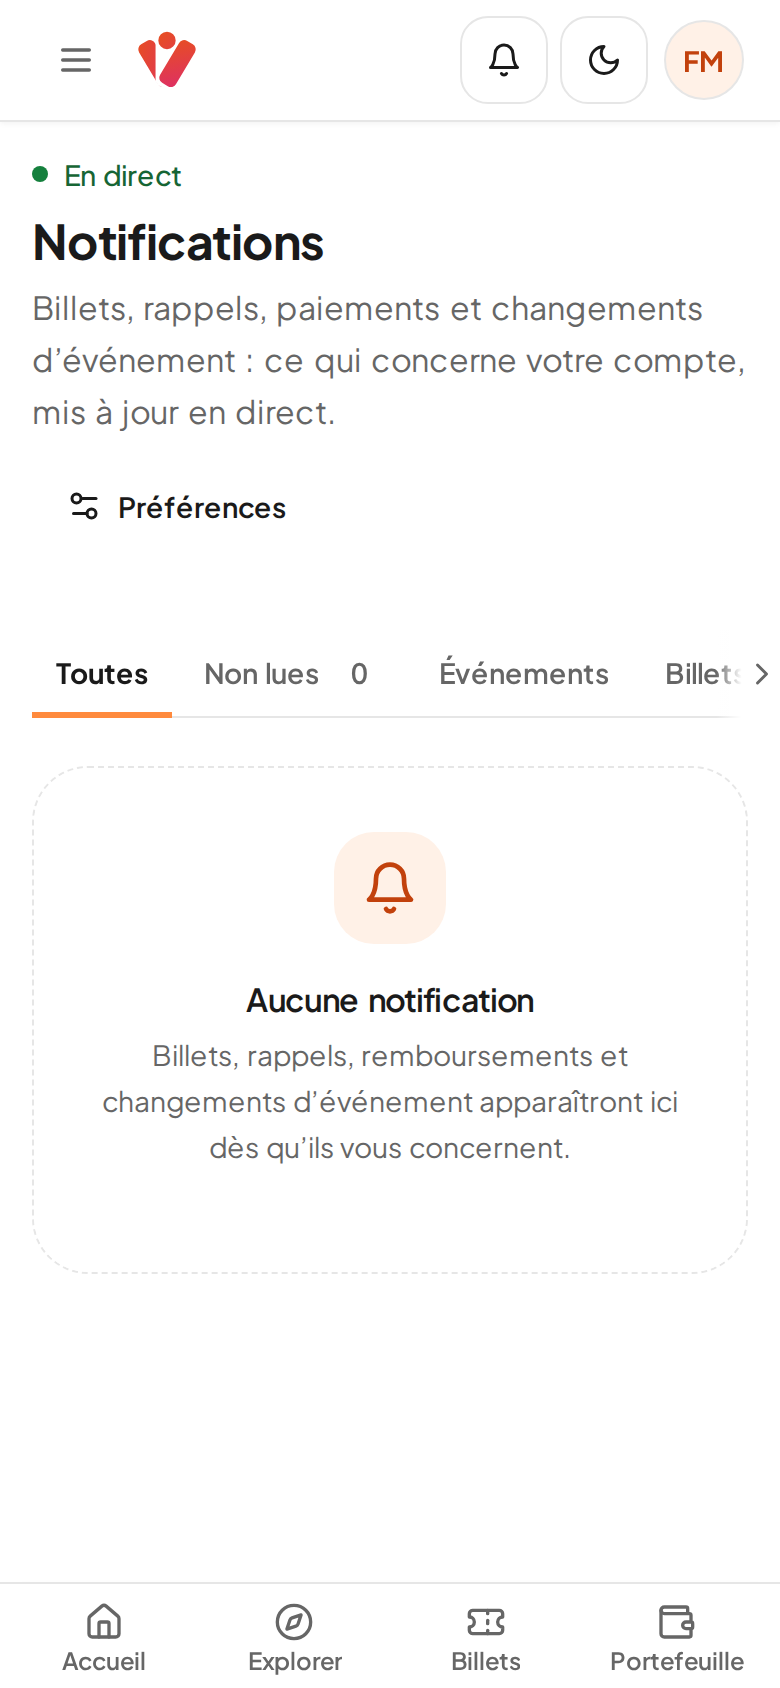 FM
En direct
Notifications
Billets, rappels, paiements et changements
d’événement : ce qui concerne votre compte,
mis à jour en direct.
Préférences
Toutes Non lues 0 Événements Billets
Aucune notification
Billets, rappels, remboursements et
changements d’événement apparaîtront ici
dès qu’ils vous concernent.
Accueil Explorer Billets Portefeuille